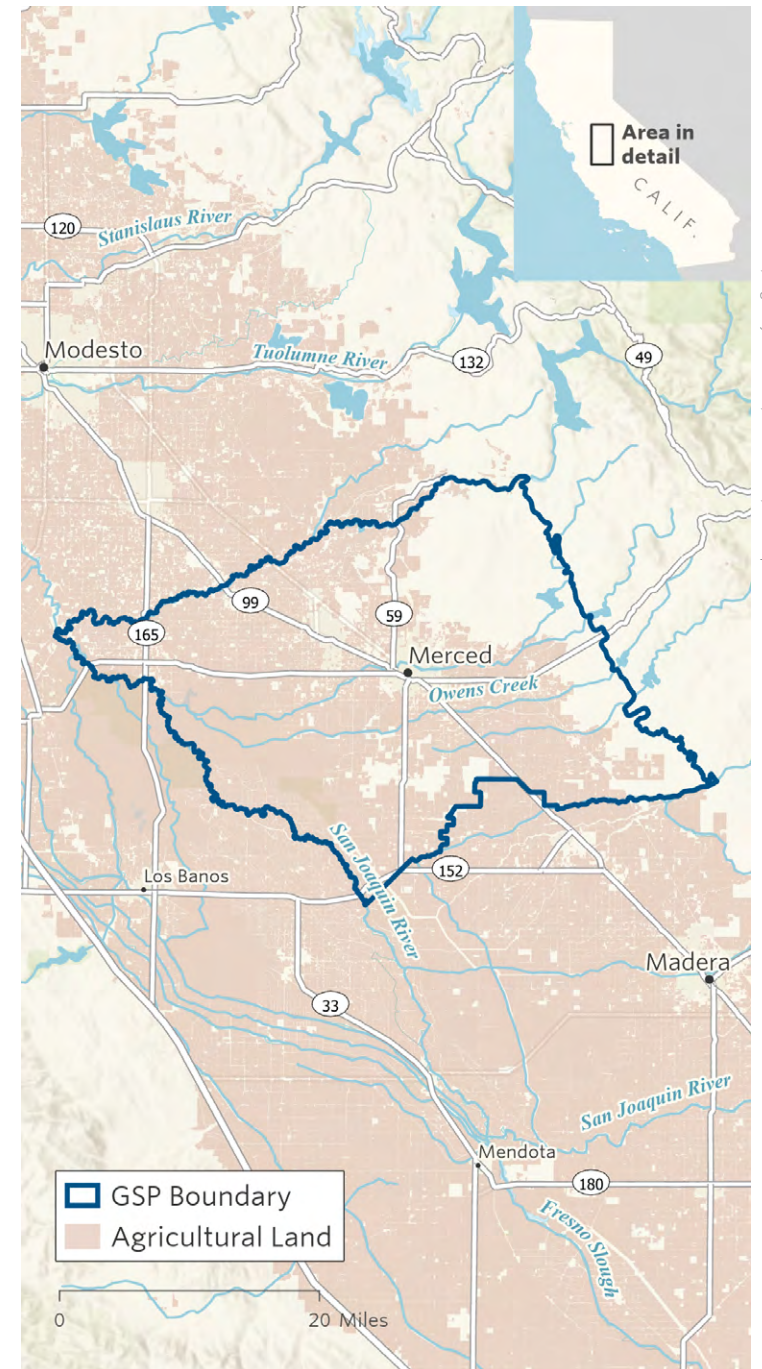 Area in
detail
CALIF.
120
Stanislaus River
Modesto
Tuolumne River
132
49
99
59
165
Merced
Owens Creek
San Joaquin River
Los Banos
152
Madera
33
San Joaquin River
Mendota
180
Fresno Slough
GSP Boundary
Agricultural Land
0
20 Miles